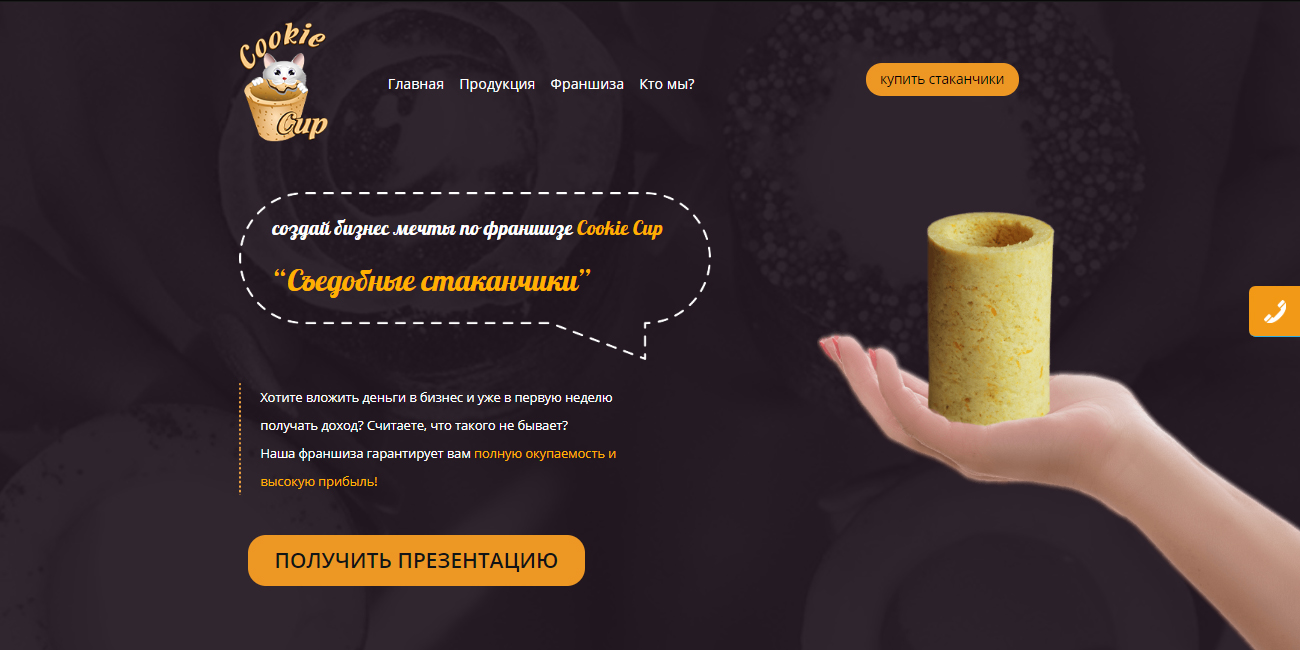 Cookie
Cup
Главная Продукция Франшиза Кто мы?
купить стаканчики
создай бизнес мечты по франшизе Cookie Cup
“Съедобные стаканчики”
Хотите вложить деньги в бизнес и уже в первую неделю
получать доход? Считаете, что такого не бывает?
Наша франшиза гарантирует вам полную окупаемость и
высокую прибыль!
ПОЛУЧИТЬ ПРЕЗЕНТАЦИЮ